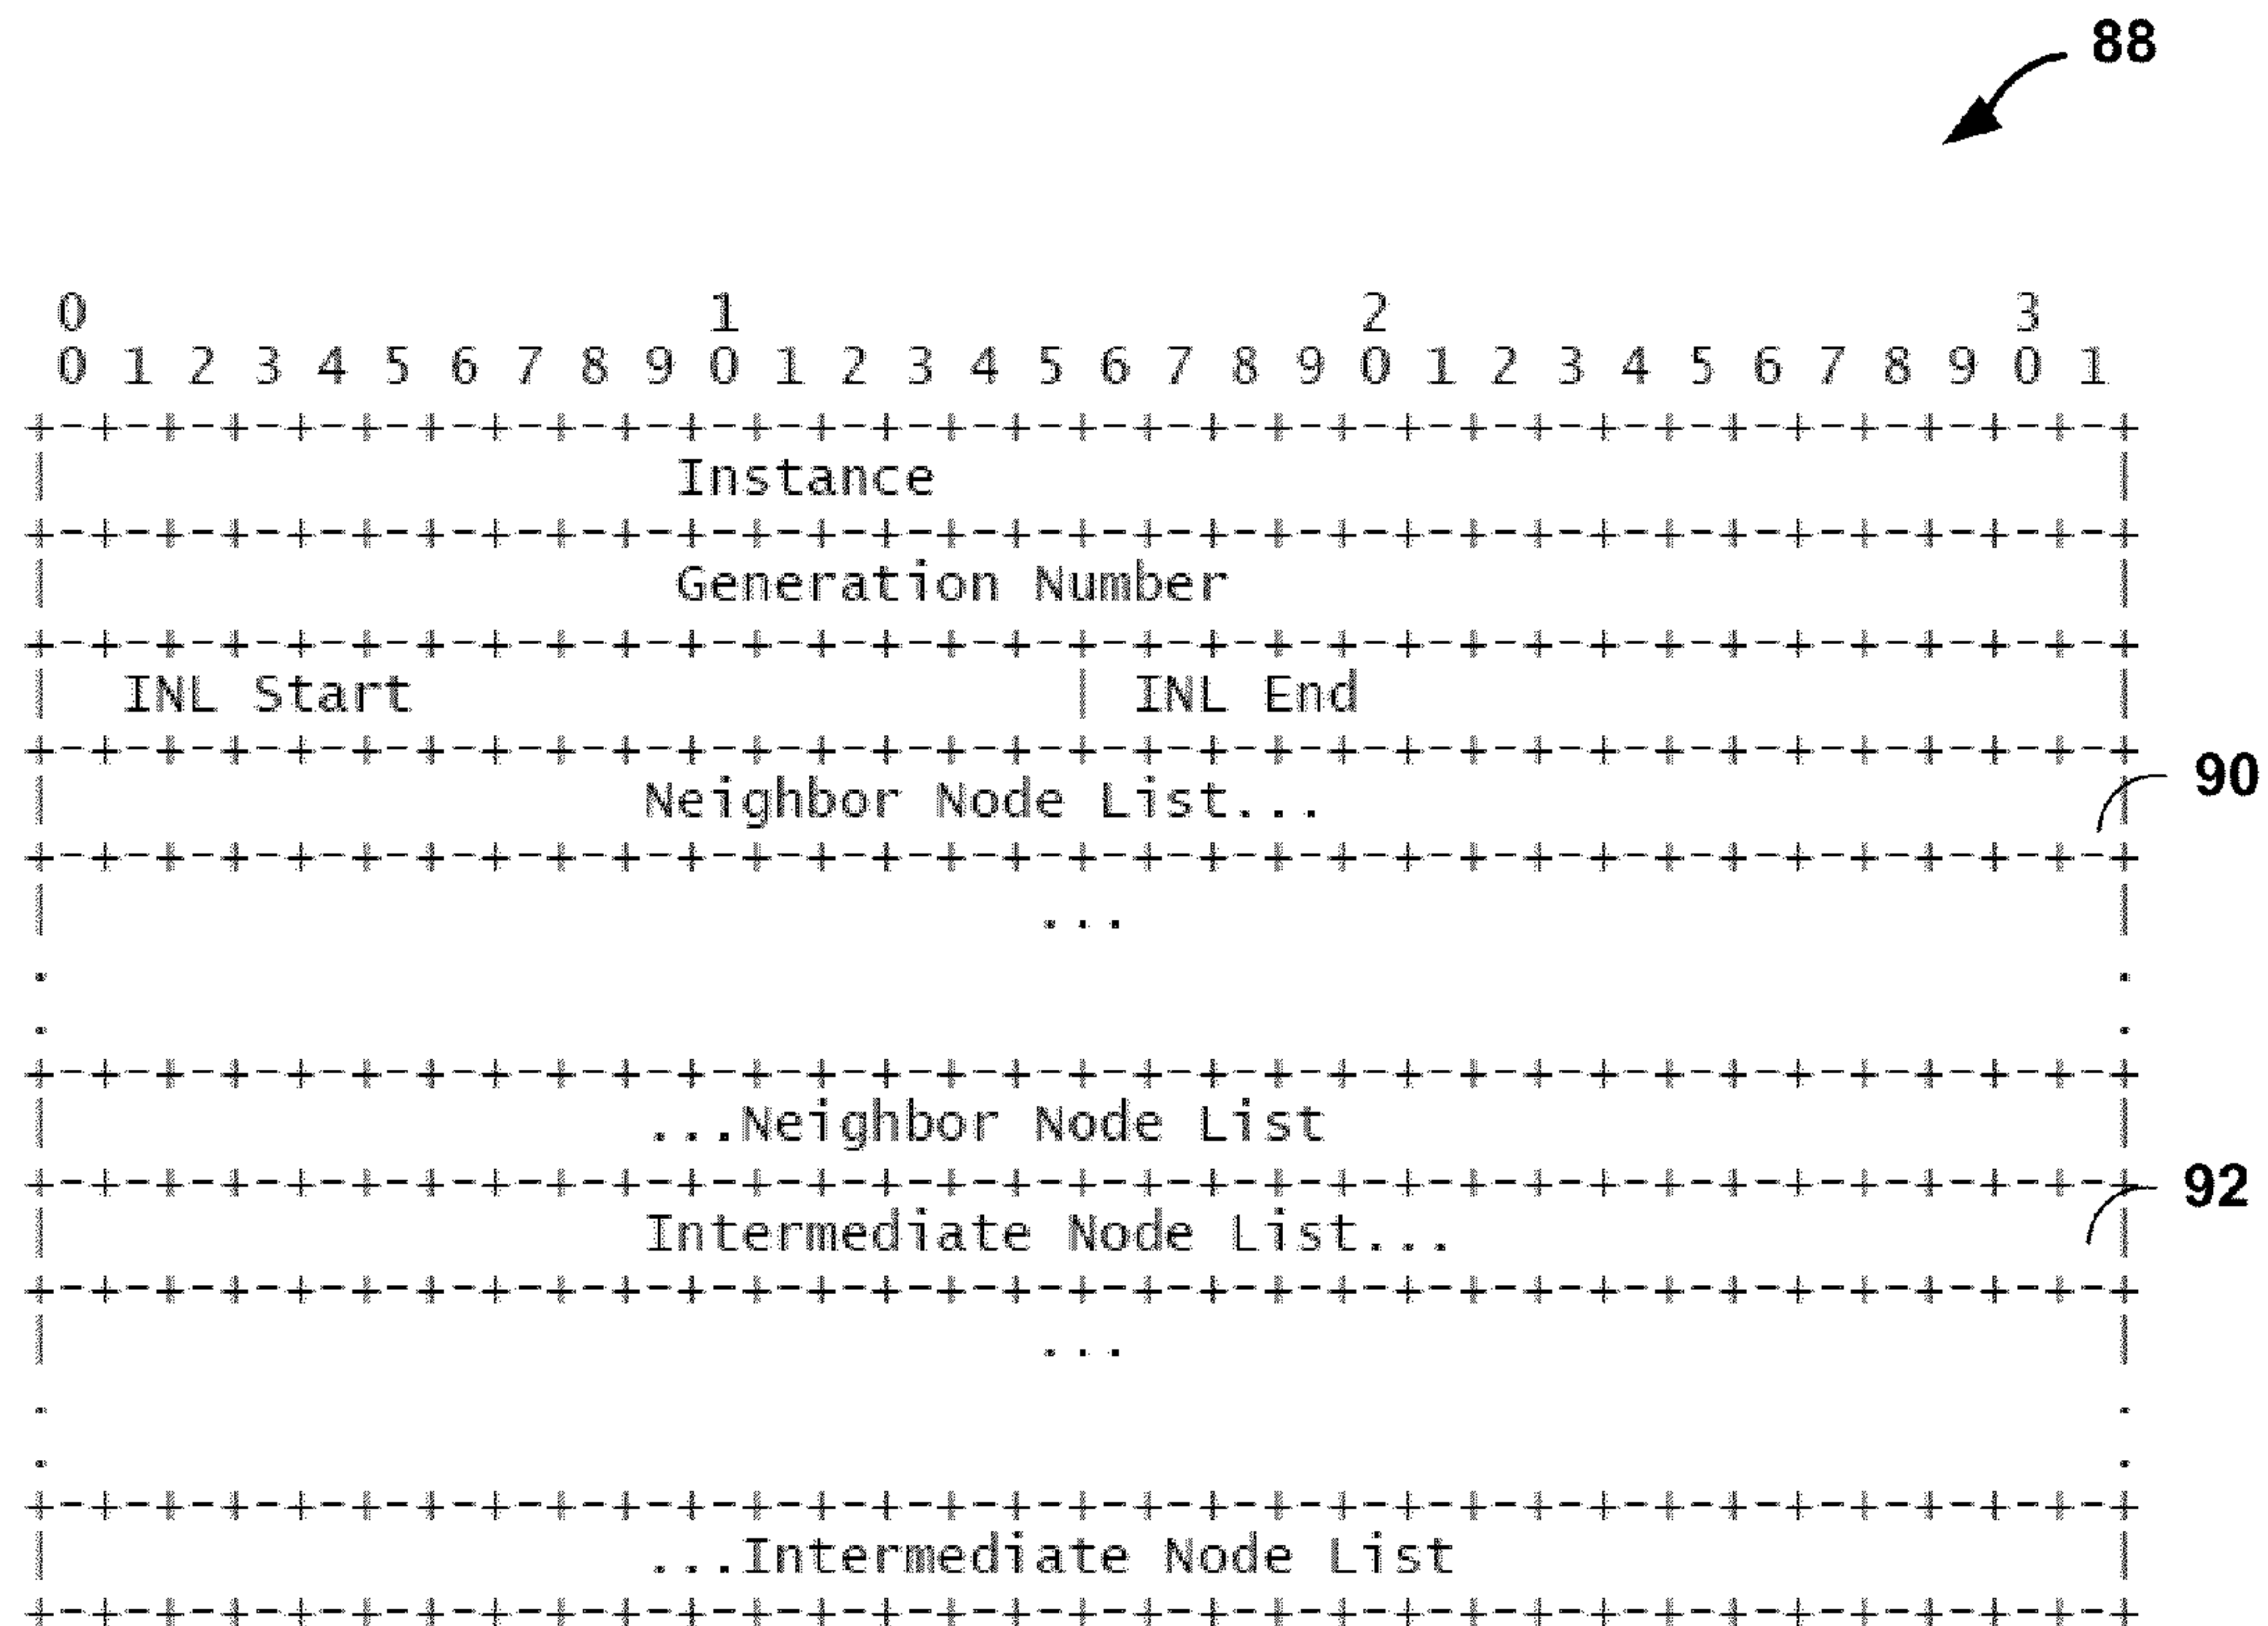 88
0                   1                   2                   3
0 1 2 3 4 5 6 7 8 9 0 1 2 3 4 5 6 7 8 9 0 1 2 3 4 5 6 7 8 9 0 1
+-+-+-+-+-+-+-+-+-+-+-+-+-+-+-+-+-+-+-+-+-+-+-+-+-+-+-+-+-+-+-+-+
| Instance |
+-+-+-+-+-+-+-+-+-+-+-+-+-+-+-+-+-+-+-+-+-+-+-+-+-+-+-+-+-+-+-+-+
| Generation Number |
+-+-+-+-+-+-+-+-+-+-+-+-+-+-+-+-+-+-+-+-+-+-+-+-+-+-+-+-+-+-+-+-+
| INL Start | INL End |
+-+-+-+-+-+-+-+-+-+-+-+-+-+-+-+-+-+-+-+-+-+-+-+-+-+-+-+-+-+-+-+-+
| Neighbor Node List... | 90
+-+-+-+-+-+-+-+-+-+-+-+-+-+-+-+-+-+-+-+-+-+-+-+-+-+-+-+-+-+-+-+-+
| ... |
. .
. .
+-+-+-+-+-+-+-+-+-+-+-+-+-+-+-+-+-+-+-+-+-+-+-+-+-+-+-+-+-+-+-+-+
| ...Neighbor Node List |
+-+-+-+-+-+-+-+-+-+-+-+-+-+-+-+-+-+-+-+-+-+-+-+-+-+-+-+-+-+-+-+-+ 92
| Intermediate Node List... |
+-+-+-+-+-+-+-+-+-+-+-+-+-+-+-+-+-+-+-+-+-+-+-+-+-+-+-+-+-+-+-+-+
| ... |
. .
. .
+-+-+-+-+-+-+-+-+-+-+-+-+-+-+-+-+-+-+-+-+-+-+-+-+-+-+-+-+-+-+-+-+
| ...Intermediate Node List |
+-+-+-+-+-+-+-+-+-+-+-+-+-+-+-+-+-+-+-+-+-+-+-+-+-+-+-+-+-+-+-+-+